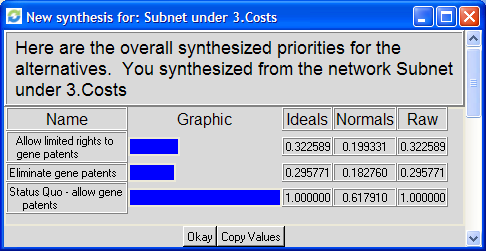 New synthesis for: Subnet under 3.Costs
Here are the overall synthesized priorities for the
alternatives. You synthesized from the network Subnet
under 3.Costs
Name Graphic Ideals Normals Raw
Allow limited rights to
gene patents
0.322589 0.199331 0.322589
Eliminate gene patents 0.295771 0.182760 0.295771
Status Quo - allow gene
patents
1.000000 0.617910 1.000000
Okay Copy Values